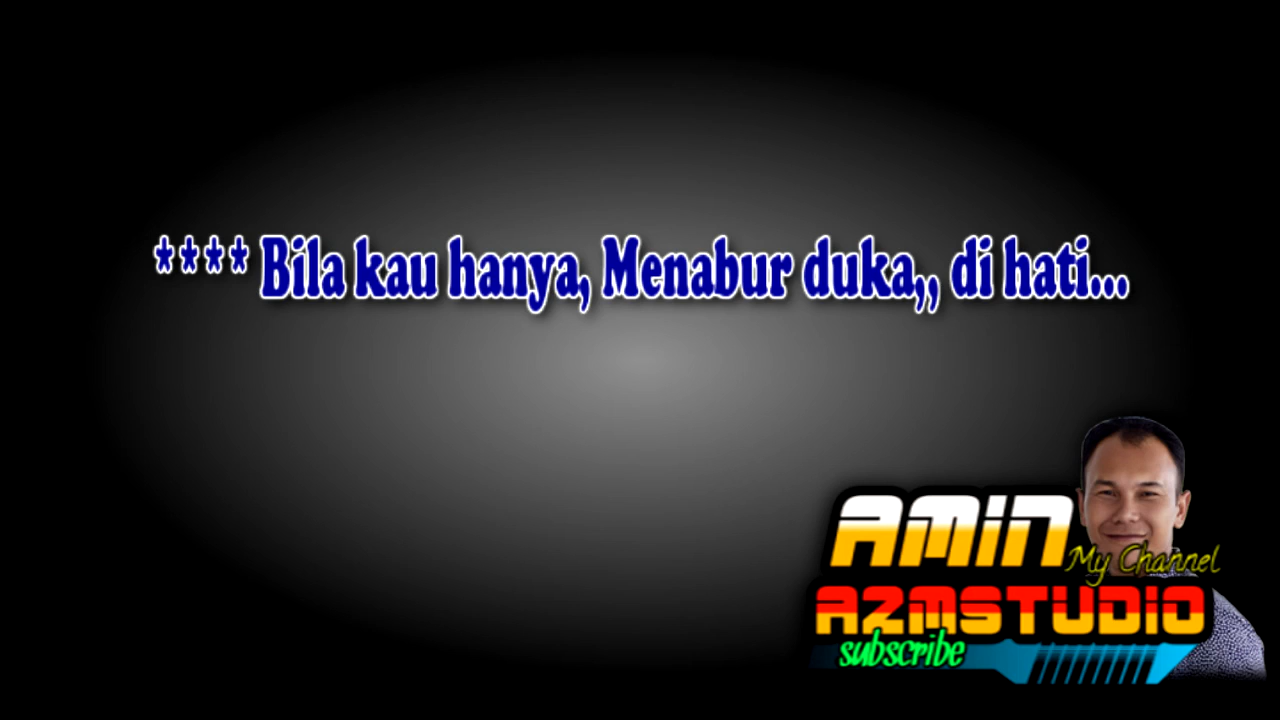 **** Bila kau hanya, Menabur duka,, di hati...
AMIN
My Channel
AZMSTUDIO
subscribe